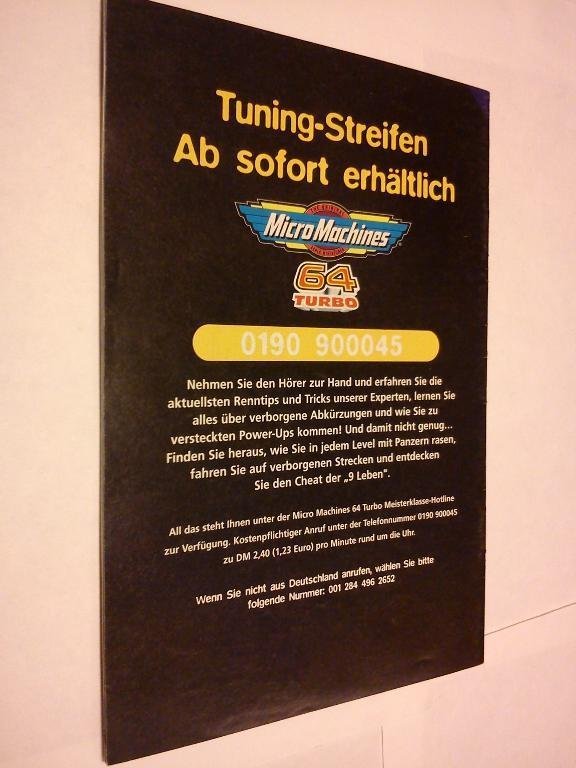 Tuning-Streifen
Ab sofort erhältlich
THE ORIGINAL
Micro Machines
64
TURBO
0190 900045
Nehmen Sie den Hörer zur Hand und erfahren Sie die
aktuellsten Renntips und Tricks unserer Experten, lernen Sie
alles über verborgene Abkürzungen und wie Sie zu
versteckten Power-Ups kommen! Und damit nicht genug...
Finden Sie heraus, wie Sie in jedem Level mit Panzern rasen,
fahren Sie auf verborgenen Strecken und entdecken
Sie den Cheat der „9 Leben".
All das steht Ihnen unter der Micro Machines 64 Turbo Meisterklasse-Hotline
zur Verfügung. Kostenpflichtiger Anruf unter der Telefonnummer 0190 900045
zu DM 2,40 (1,23 Euro) pro Minute rund um die Uhr.
Wenn Sie nicht aus Deutschland anrufen, wählen Sie bitte
folgende Nummer: 001 284 496 2652